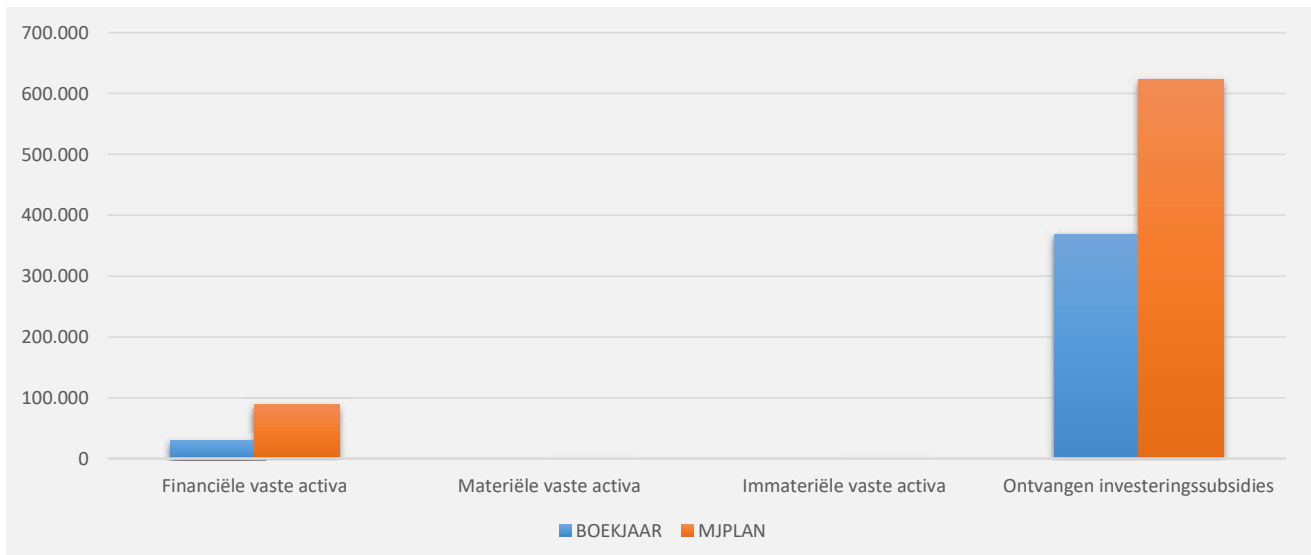 700.000
600.000
500.000
400.000
300.000
200.000
100.000
0
Financiële vaste activa
Materiële vaste activa
Immateriële vaste activa
Ontvangen investeringssubsidies
BOEKJAAR
MJPLAN